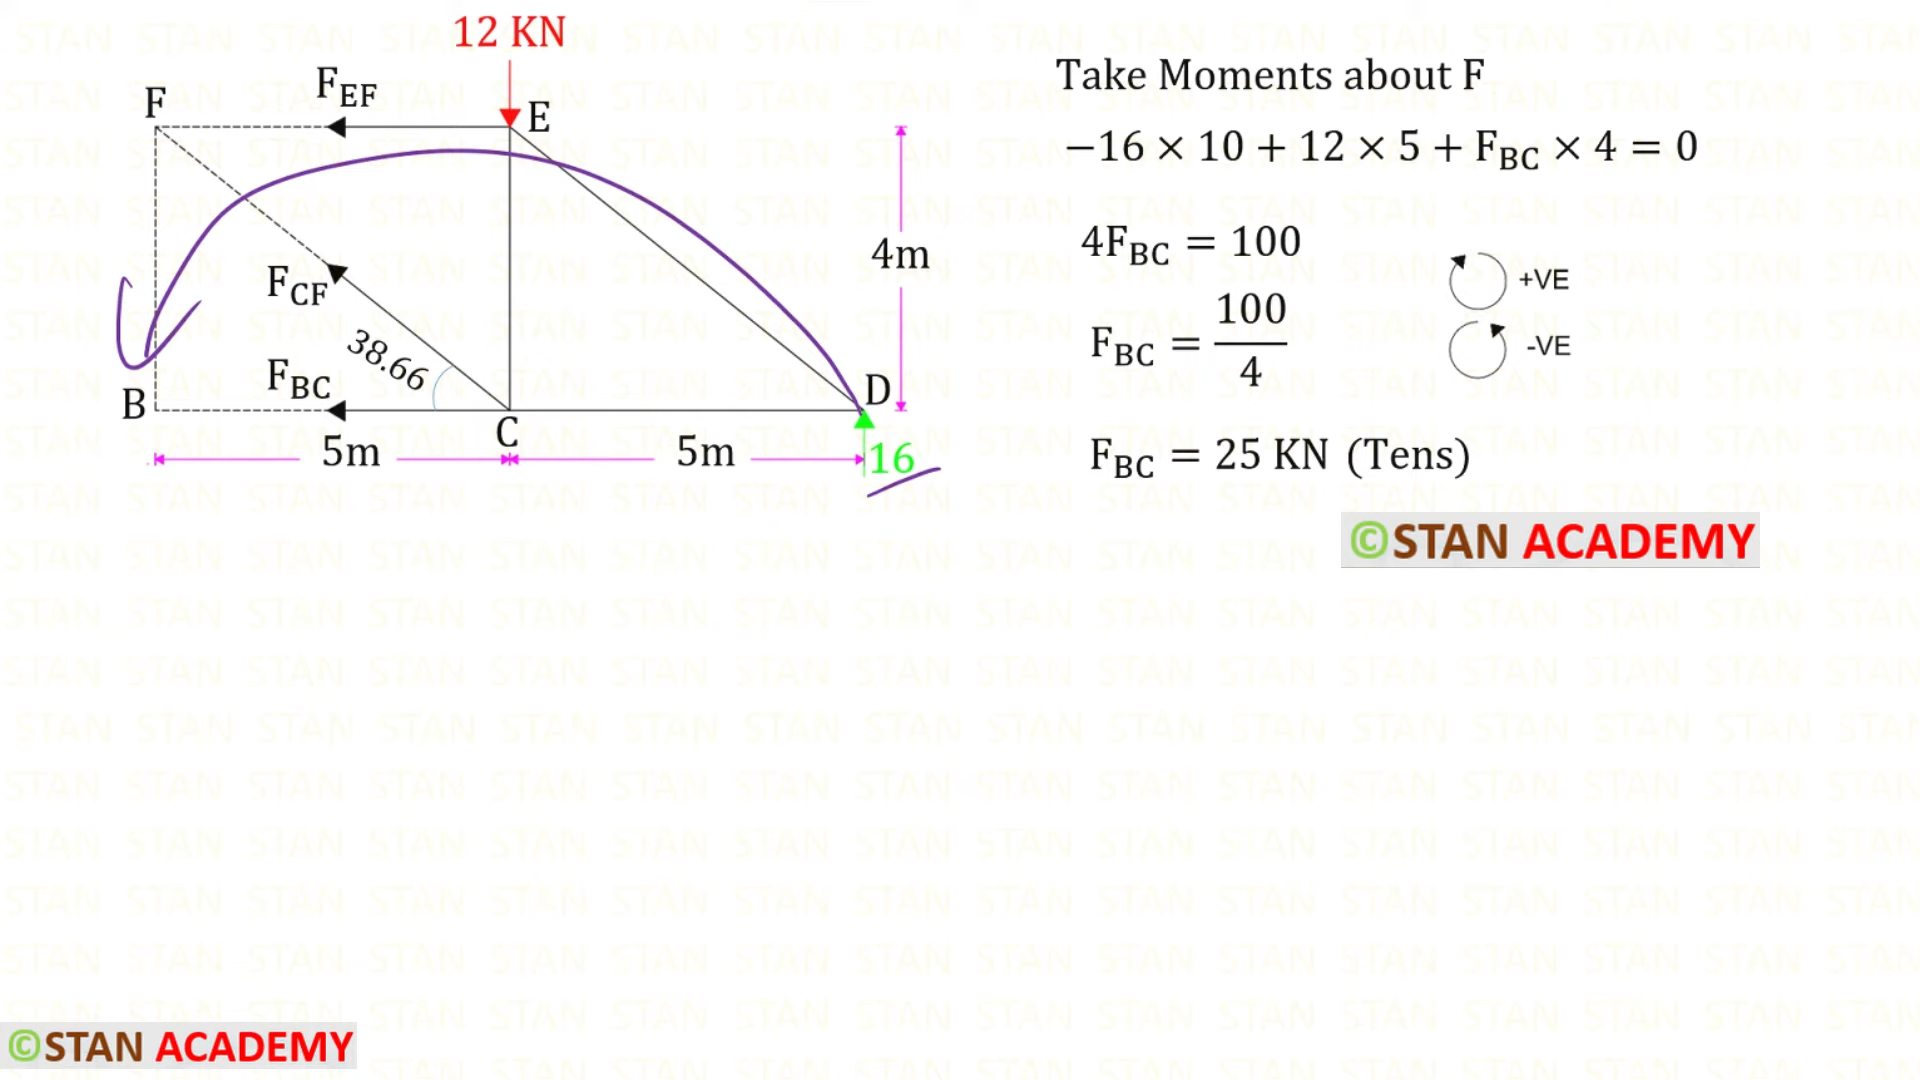 12 KN
F_EF
F
E
4m
F_CF
38.66
F_BC
B
C
D
5m
5m
16
Take Moments about F
−16 × 10 + 12 × 5 + F_BC × 4 = 0
4F_BC = 100
F_BC = 100/4
F_BC = 25 KN (Tens)
+VE
-VE
©STAN ACADEMY
©STAN ACADEMY